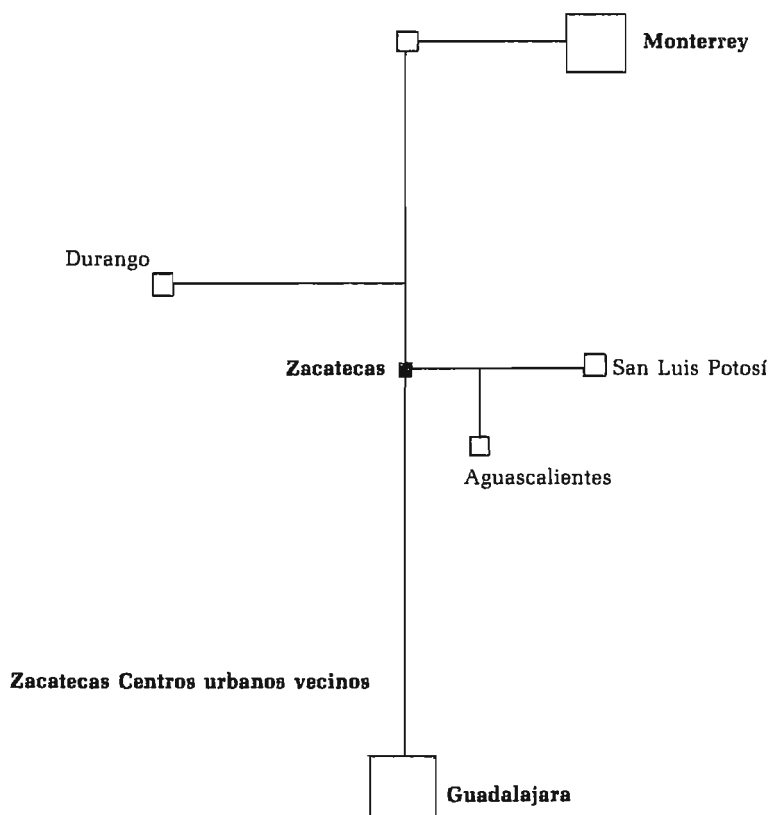 Monterrey
Durango
Zacatecas
San Luis Potosí
Aguascalientes
Zacatecas Centros urbanos vecinos
Guadalajara